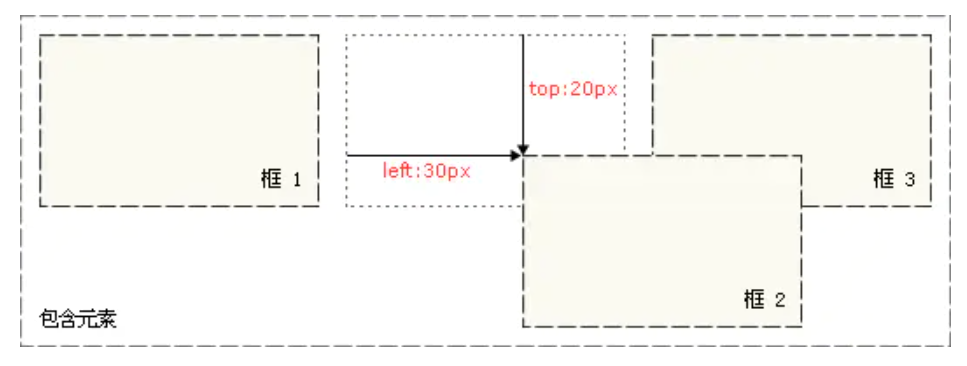 top:20px
left:30px
框 1
框 3
框 2
包含元素